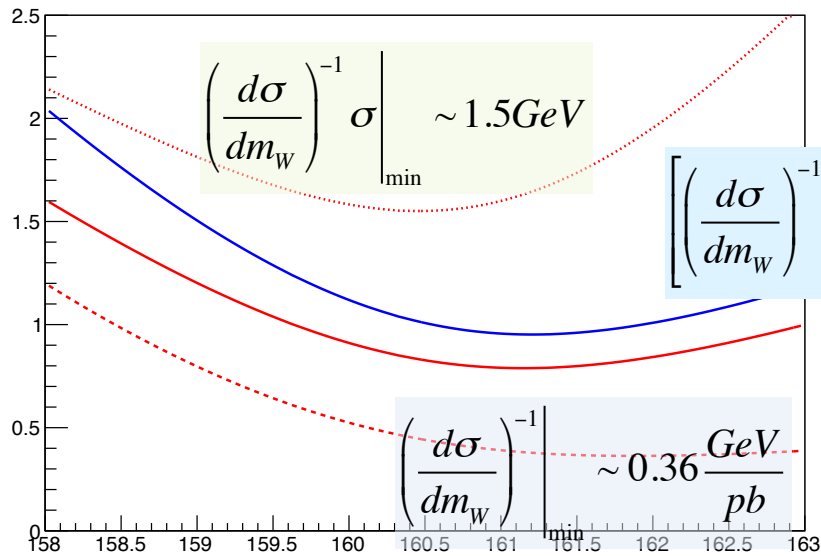 2.5
(dσ/dm_W)^{-1} σ|_min ~ 1.5GeV
2
[(dσ/dm_W)^{-1}
1.5
1
(dσ/dm_W)^{-1}|_min ~ 0.36 GeV/pb
0.5
0
158 158.5 159 159.5 160 160.5 161 161.5 162 162.5 163